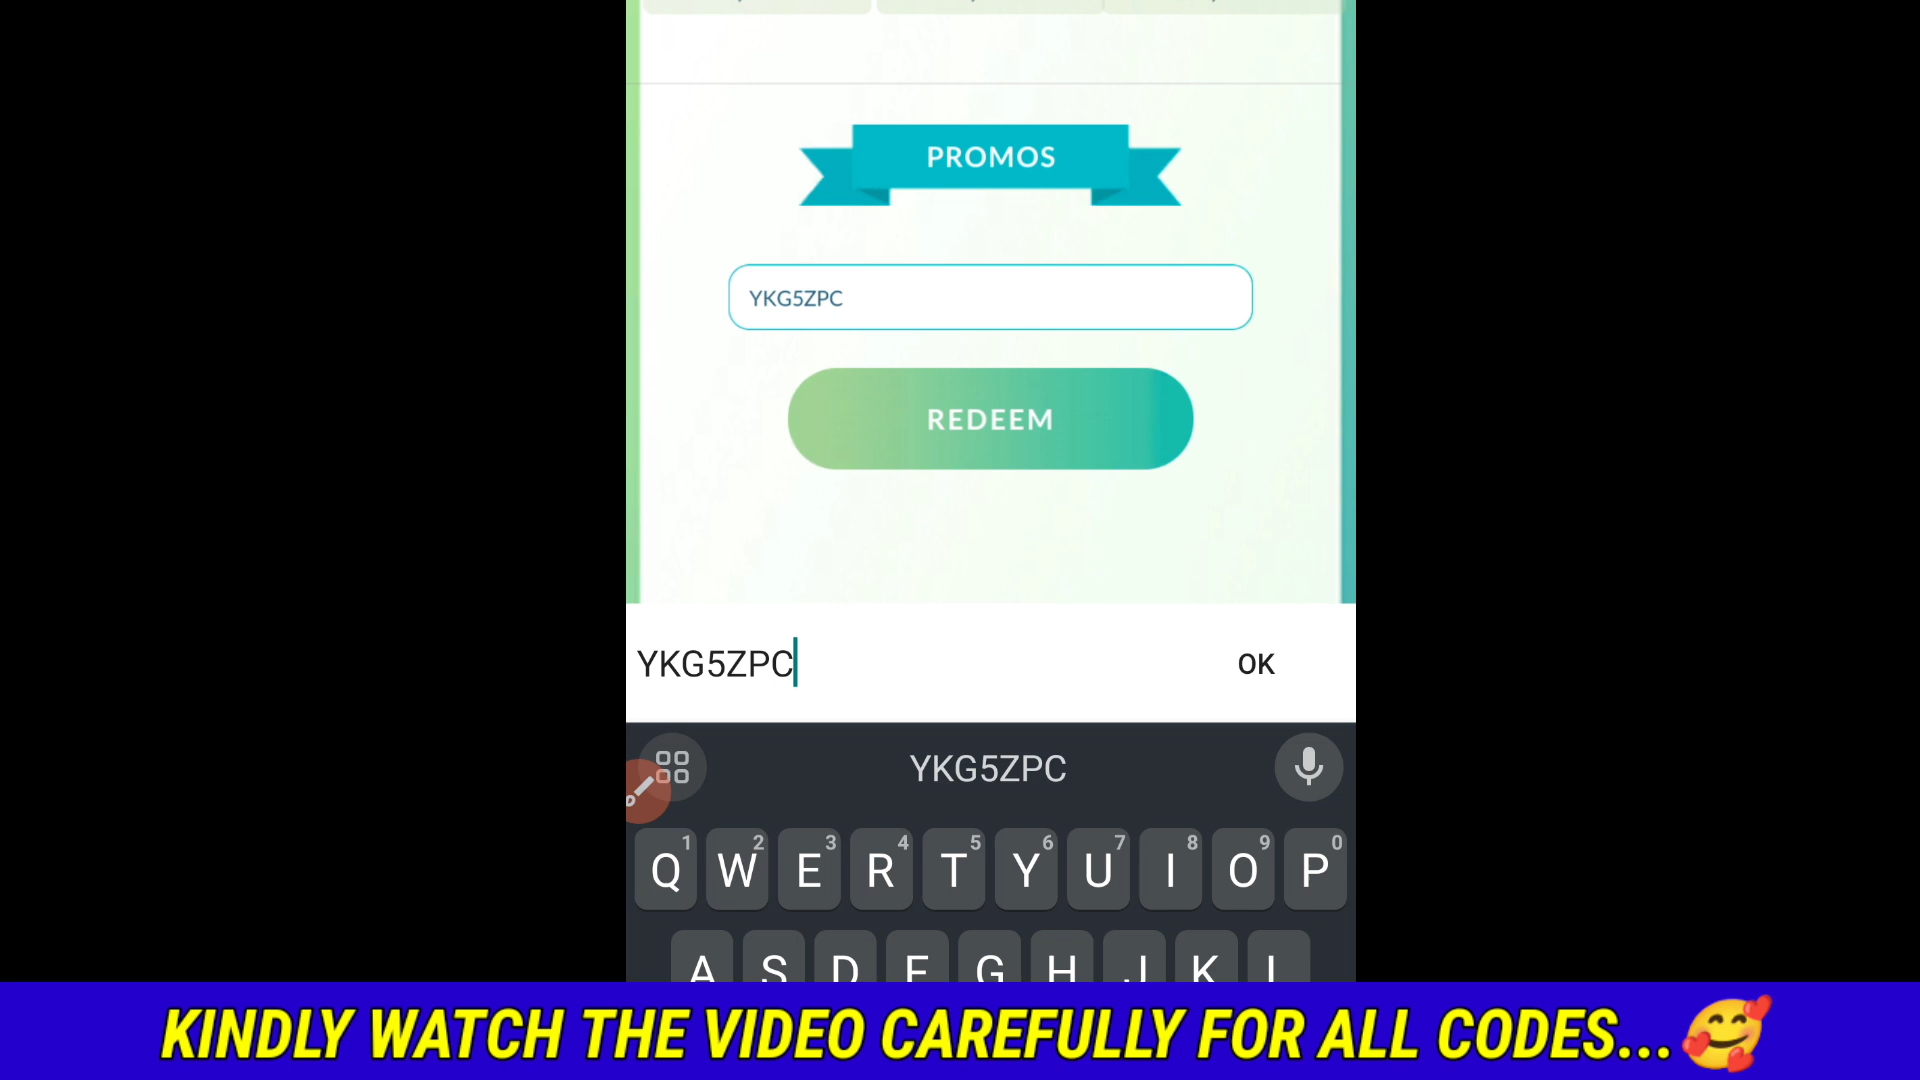 PROMOS
YKG5ZPC
REDEEM
YKG5ZPC OK
YKG5ZPC
1 2 3 4 5 6 7 8 9 0
Q W E R T Y U I O P
A S D F G H J K L
KINDLY WATCH THE VIDEO CAREFULLY FOR ALL CODES...🥰